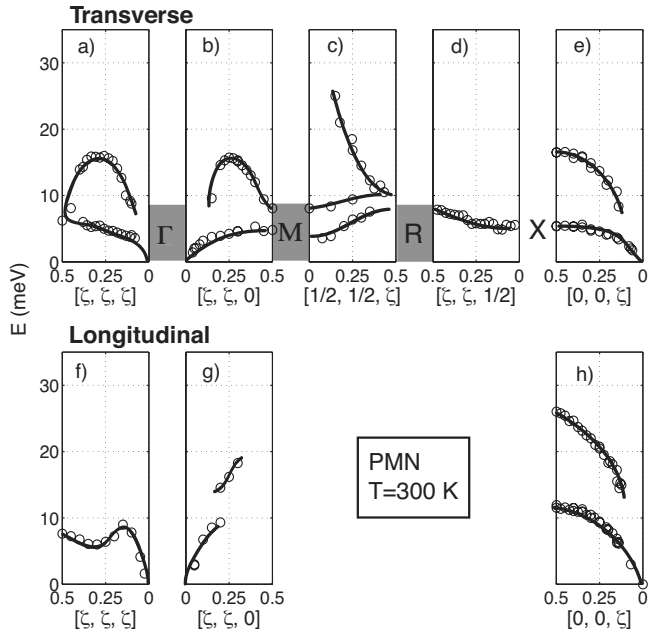 Transverse
a) b) c) d) e)
30
20
10
0
Γ M R X
0.5 0.25 0 0 0.25 0.5 0 0.25 0.5 0.5 0.25 0 0.5 0.25 0
[ζ, ζ, ζ] [ζ, ζ, 0] [1/2, 1/2, ζ] [ζ, ζ, 1/2] [0, 0, ζ]
E (meV)
Longitudinal
f) g) h)
30
20
10
0
PMN
T=300 K
0.5 0.25 0 0 0.25 0.5 0.5 0.25 0
[ζ, ζ, ζ] [ζ, ζ, 0] [0, 0, ζ]